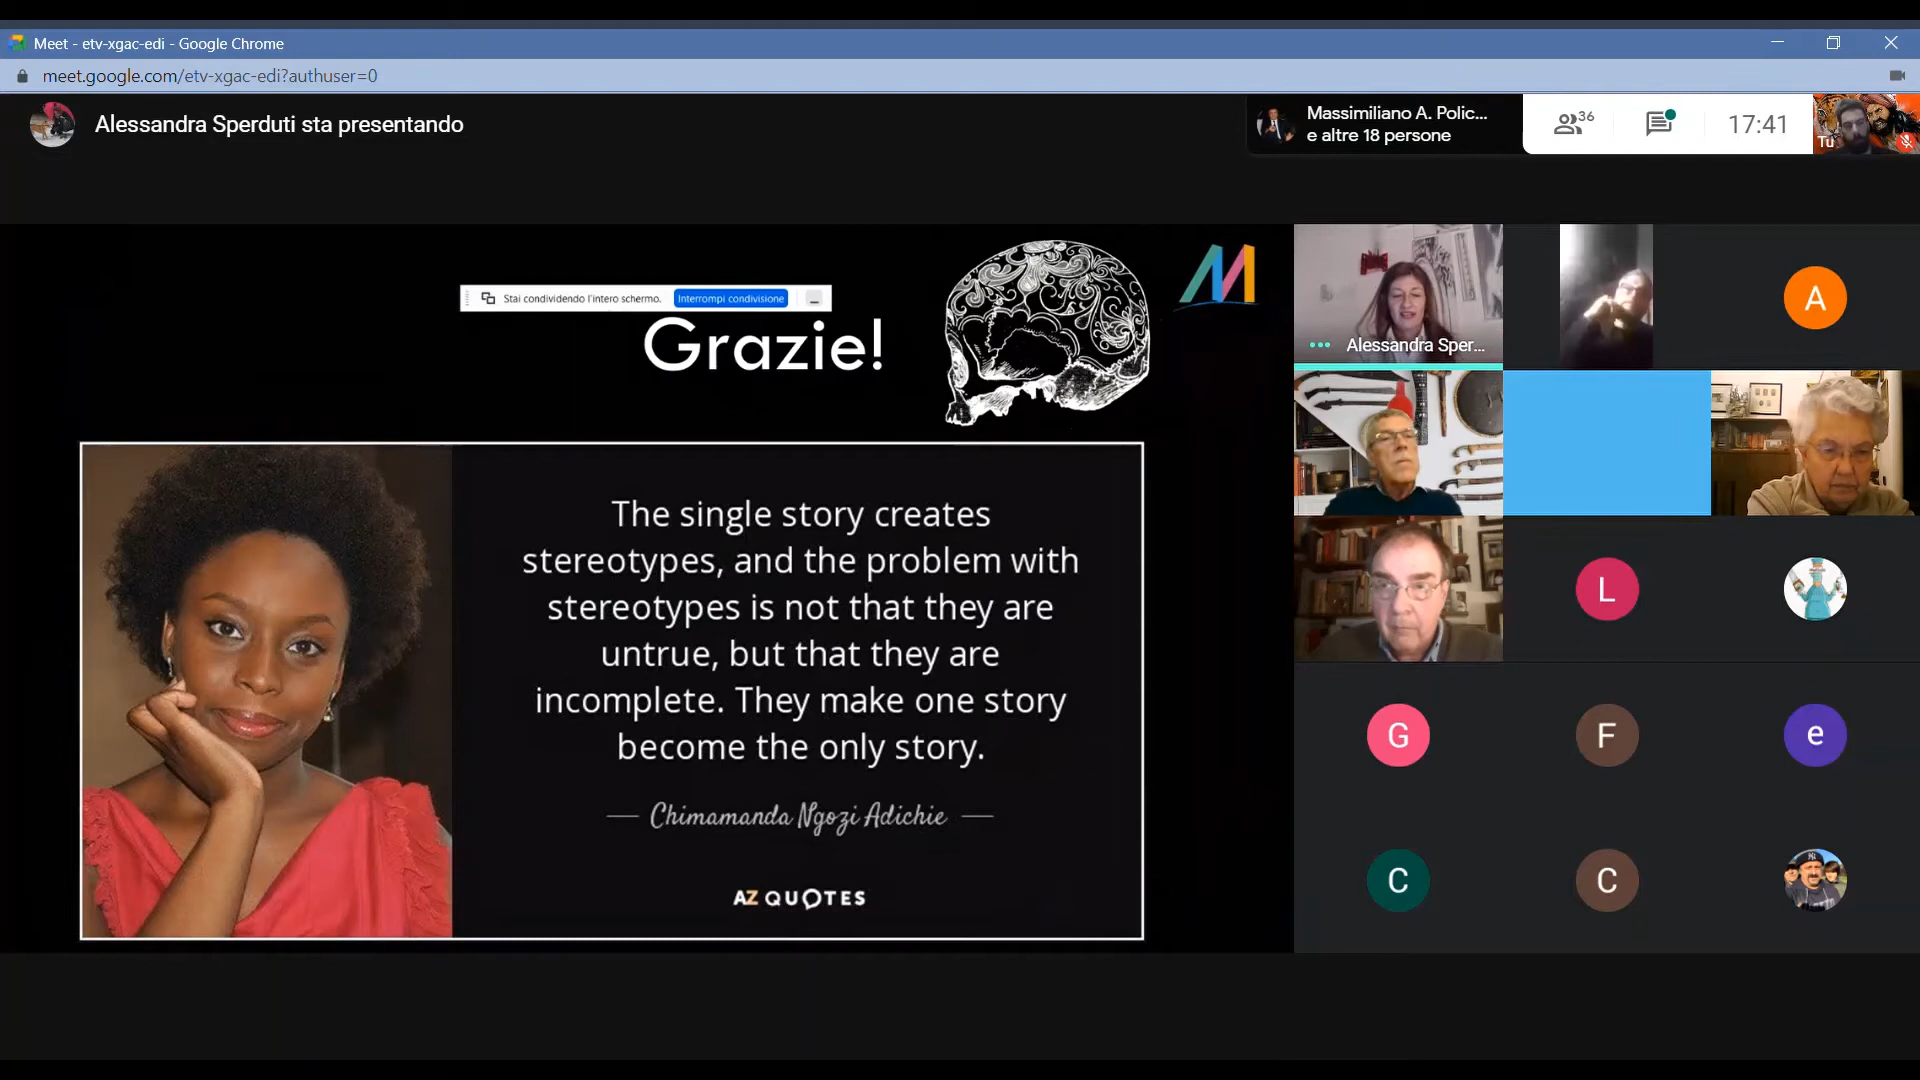 Meet - etv-xgac-edi - Google Chrome
meet.google.com/etv-xgac-edi?authuser=0
Alessandra Sperduti sta presentando
Massimiliano A. Polic...
e altre 18 persone
36
17:41
Tu
Stai condividendo l'intero schermo.
Interrompi condivisione
Grazie!
M
The single story creates
stereotypes, and the problem with
stereotypes is not that they are
untrue, but that they are
incomplete. They make one story
become the only story.
— Chimamanda Ngozi Adichie —
AZ QUOTES
Alessandra Sper...
A
L
G
F
e
C
C